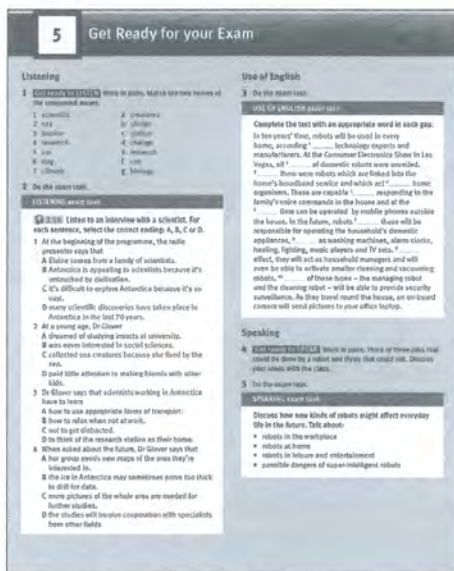 5
Get Ready for your Exam
Listening
1 Get ready to LISTEN Work in pairs. Match the two halves of
the compound nouns.
1 scientific a creatures
2 sea b
3 c station
4 research d change
5 ice e research
6 f
7 climate g biology
2 Do the exam task.
LISTENING exam task
2.16 Listen to an interview with a scientist. For
each sentence, select the correct ending: A, B, C or D.
1 At the beginning of the programme, the radio
presenter says that
A Elaine comes from a family of scientists.
B Antarctica is appealing to scientists because it's
untouched by civilisation.
C it's difficult to explore Antarctica because it's so
vast.
D many scientific discoveries have taken place in
Antarctica in the last 70 years.
2 At a young age, Dr Glover
A dreamed of studying insects at university.
B was never interested in social sciences.
C collected sea creatures because she lived by the
sea.
D paid little attention to making friends with other
kids.
3 Dr Glover says that scientists working in Antarctica
have to learn
A how to use appropriate forms of transport.
B how to relax when not at work.
C not to get distracted.
D to think of the research station as their home.
4 When asked about the future, Dr Glover says that
A her group needs new maps of the area they're
interested in.
B the ice in Antarctica may sometimes prove too thick
to drill for data.
C more pictures of the whole area are needed for
further studies.
D the studies will involve cooperation with specialists
from other fields.
Use of English
3 Do the exam task.
USE OF ENGLISH exam task
Complete the text with an appropriate word in each gap.
In ten years' time, robots will be used in every
home, according 1 technology experts and
manufacturers. At the Consumer Electronics Show in Las
Vegas, all 2 of domestic robots were unveiled.
3 there were robots which are linked into the
home's broadband service and which act 4 home
organisers. These are capable 5 responding to the
family's voice commands in the house and at the
6 time can be operated by mobile phones outside
the house. In the future, robots 7 these will be
responsible for operating the household's domestic
appliances, 8 as washing machines, alarm clocks,
heating, lighting, music players and TV sets. 9
effect, they will act as household managers and will
even be able to activate smaller cleaning and vacuuming
robots. 10 of these types – the managing robot
and the cleaning robot – will be able to provide security
surveillance. As they travel round the house, an on-board
camera will send pictures to your office laptop.
Speaking
4 Get ready to SPEAK Work in pairs. Think of three jobs that
could be done by a robot and three that could not. Discuss
your ideas with the class.
5 Do the exam task.
SPEAKING exam task
Discuss how new kinds of robots might affect everyday
life in the future. Talk about:
• robots in the workplace
• robots at home
• robots in leisure and entertainment
• possible dangers of super-intelligent robots